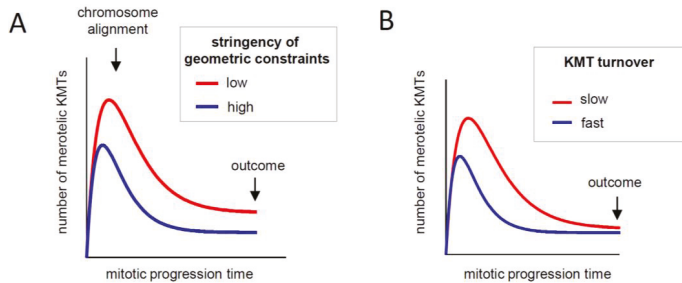 A
chromosome
alignment
stringency of
geometric constraints
low
high
outcome
number of merotelic KMTs
mitotic progression time
B
KMT turnover
slow
fast
outcome
number of merotelic KMTs
mitotic progression time